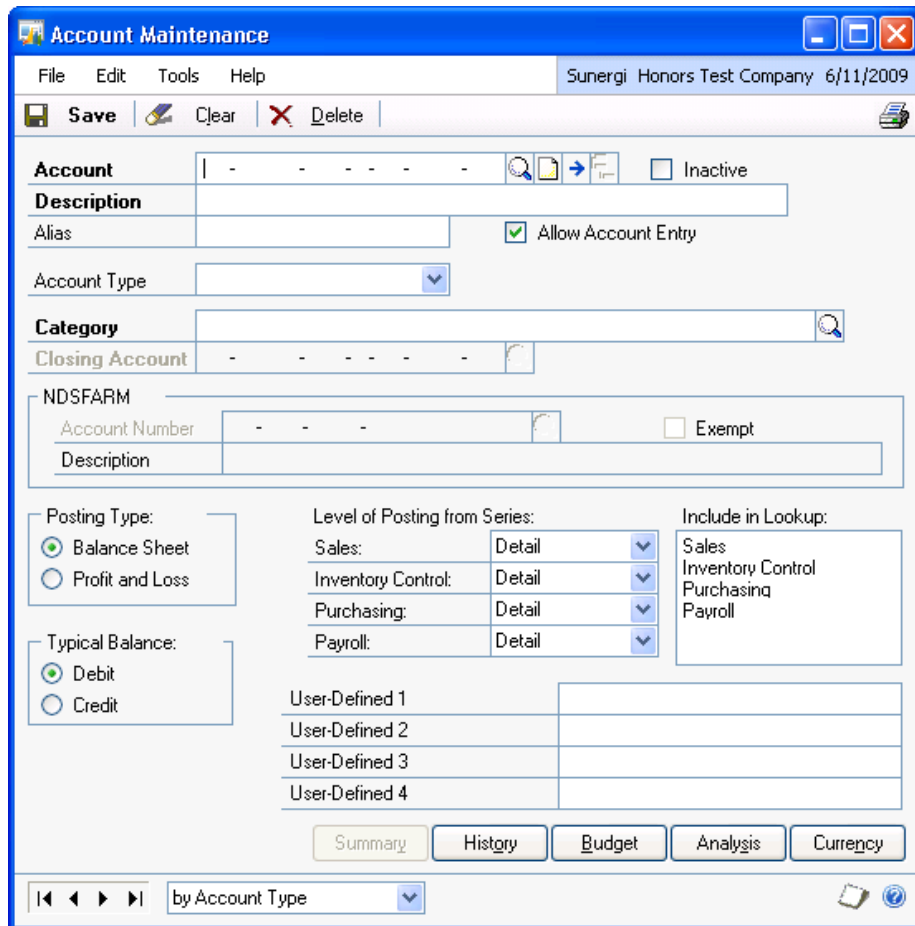 Account Maintenance
File Edit Tools Help Sunergi Honors Test Company 6/11/2009
Save Clear Delete
Account - - - - - - Inactive
Description
Alias Allow Account Entry
Account Type
Category
Closing Account - - - - - -
NDSFARM
Account Number - - - Exempt
Description
Posting Type:
Balance Sheet
Profit and Loss
Typical Balance:
Debit
Credit
Level of Posting from Series:
Sales: Detail
Inventory Control: Detail
Purchasing: Detail
Payroll: Detail
Include in Lookup:
Sales
Inventory Control
Purchasing
Payroll
User-Defined 1
User-Defined 2
User-Defined 3
User-Defined 4
Summary History Budget Analysis Currency
by Account Type